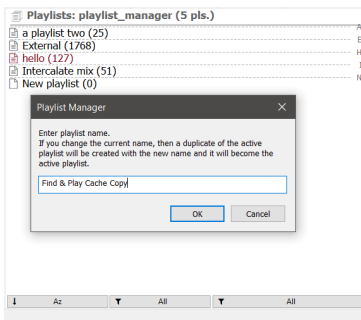 Playlists: playlist_manager (5 pls.)
a playlist two (25)
External (1768)
hello (127)
Intercalate mix (51)
New playlist (0)
A
E
H
I
N
Playlist Manager
Enter playlist name.
If you change the current name, then a duplicate of the active
playlist will be created with the new name and it will become the
active playlist.
Find & Play Cache Copy
OK Cancel
Az All All